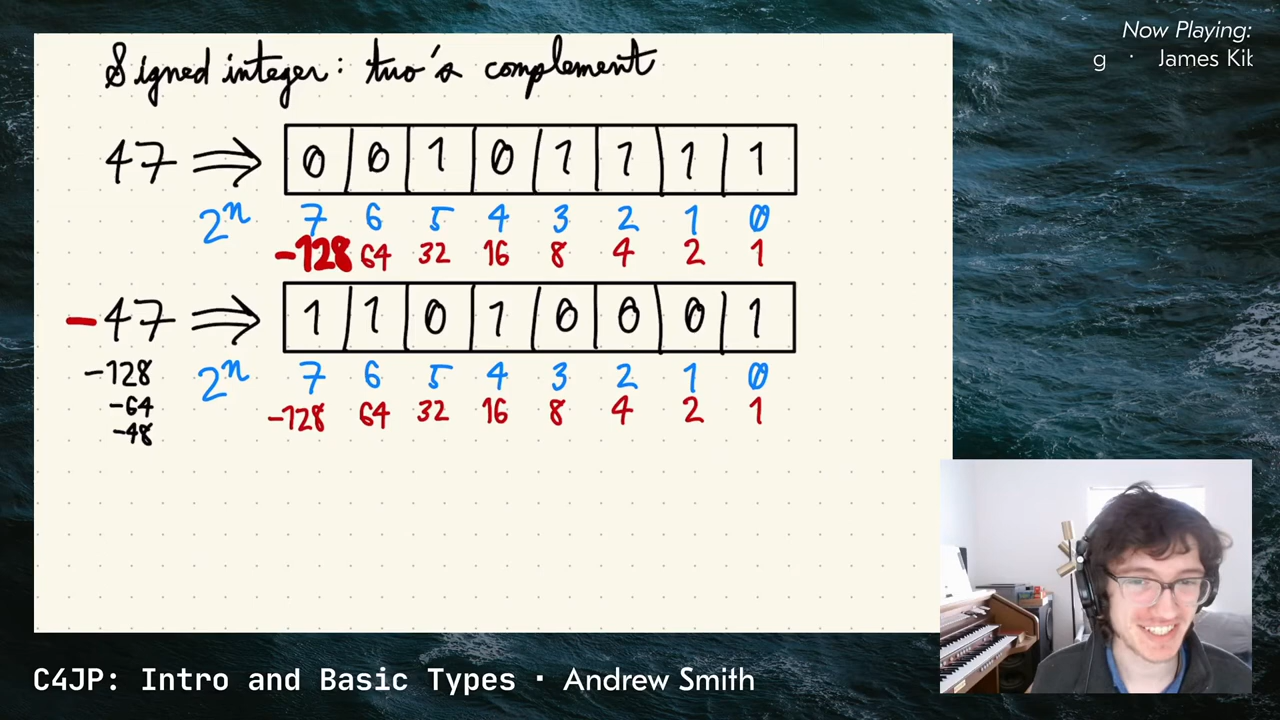 Now Playing:
g · James Kib
Signed integer: two's complement
47 ⇒ 0 0 1 0 1 1 1 1
2ⁿ 7 6 5 4 3 2 1 0
-128 64 32 16 8 4 2 1
-47 ⇒ 1 1 0 1 0 0 0 1
-128 2ⁿ 7 6 5 4 3 2 1 0
-64 -128 64 32 16 8 4 2 1
-48
C4JP: Intro and Basic Types · Andrew Smith